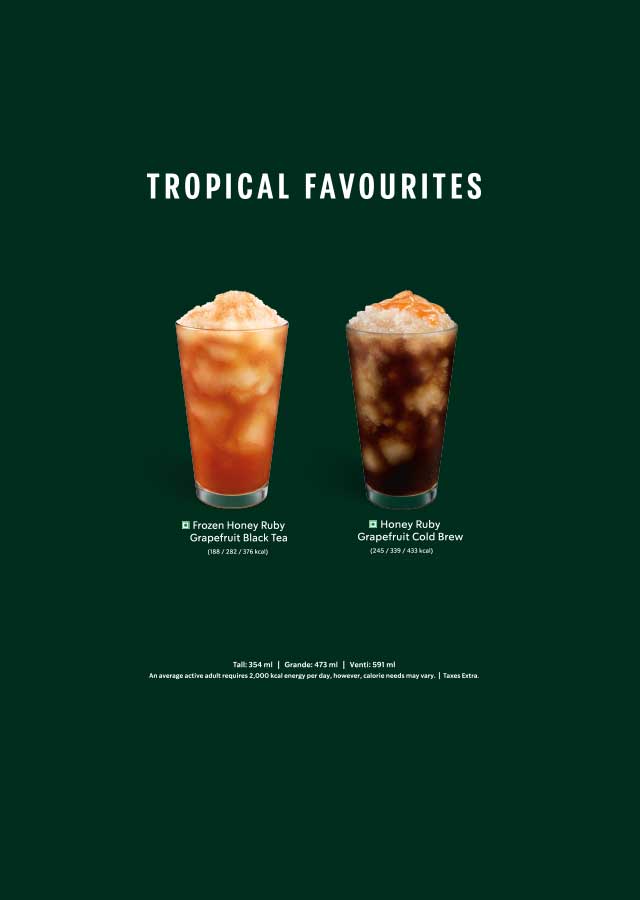 TROPICAL FAVOURITES
Frozen Honey Ruby
Grapefruit Black Tea
(188 / 282 / 376 kcal)
Honey Ruby
Grapefruit Cold Brew
(245 / 339 / 433 kcal)
Tall: 354 ml | Grande: 473 ml | Venti: 591 ml
An average active adult requires 2,000 kcal energy per day, however, calorie needs may vary. | Taxes Extra.